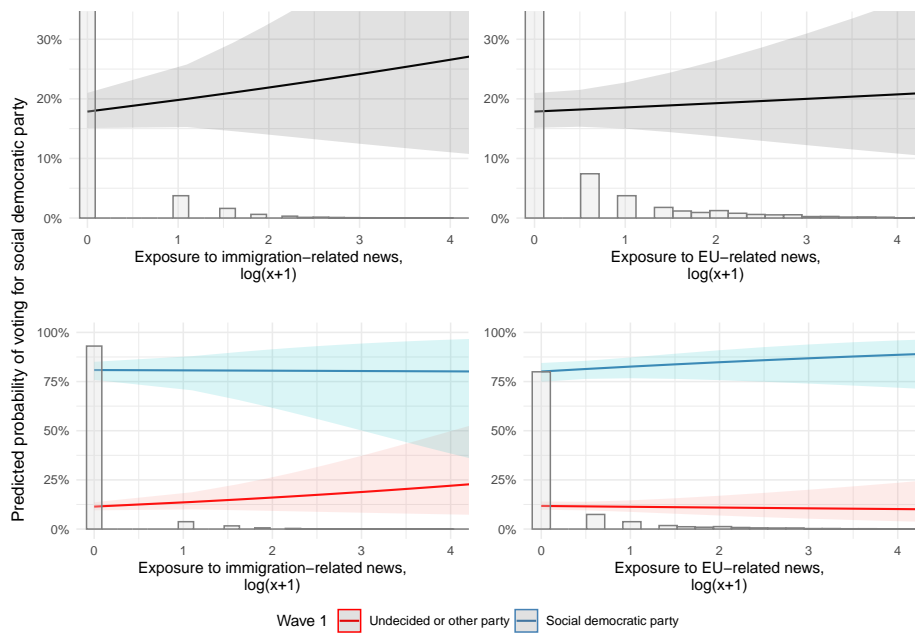 Predicted probability of voting for social democratic party
30%
20%
10%
0%
0 1 2 3 4
Exposure to immigration−related news,
log(x+1)
30%
20%
10%
0%
0 1 2 3 4
Exposure to EU−related news,
log(x+1)
100%
75%
50%
25%
0%
0 1 2 3 4
Exposure to immigration−related news,
log(x+1)
100%
75%
50%
25%
0%
0 1 2 3 4
Exposure to EU−related news,
log(x+1)
Wave 1 Undecided or other party Social democratic party